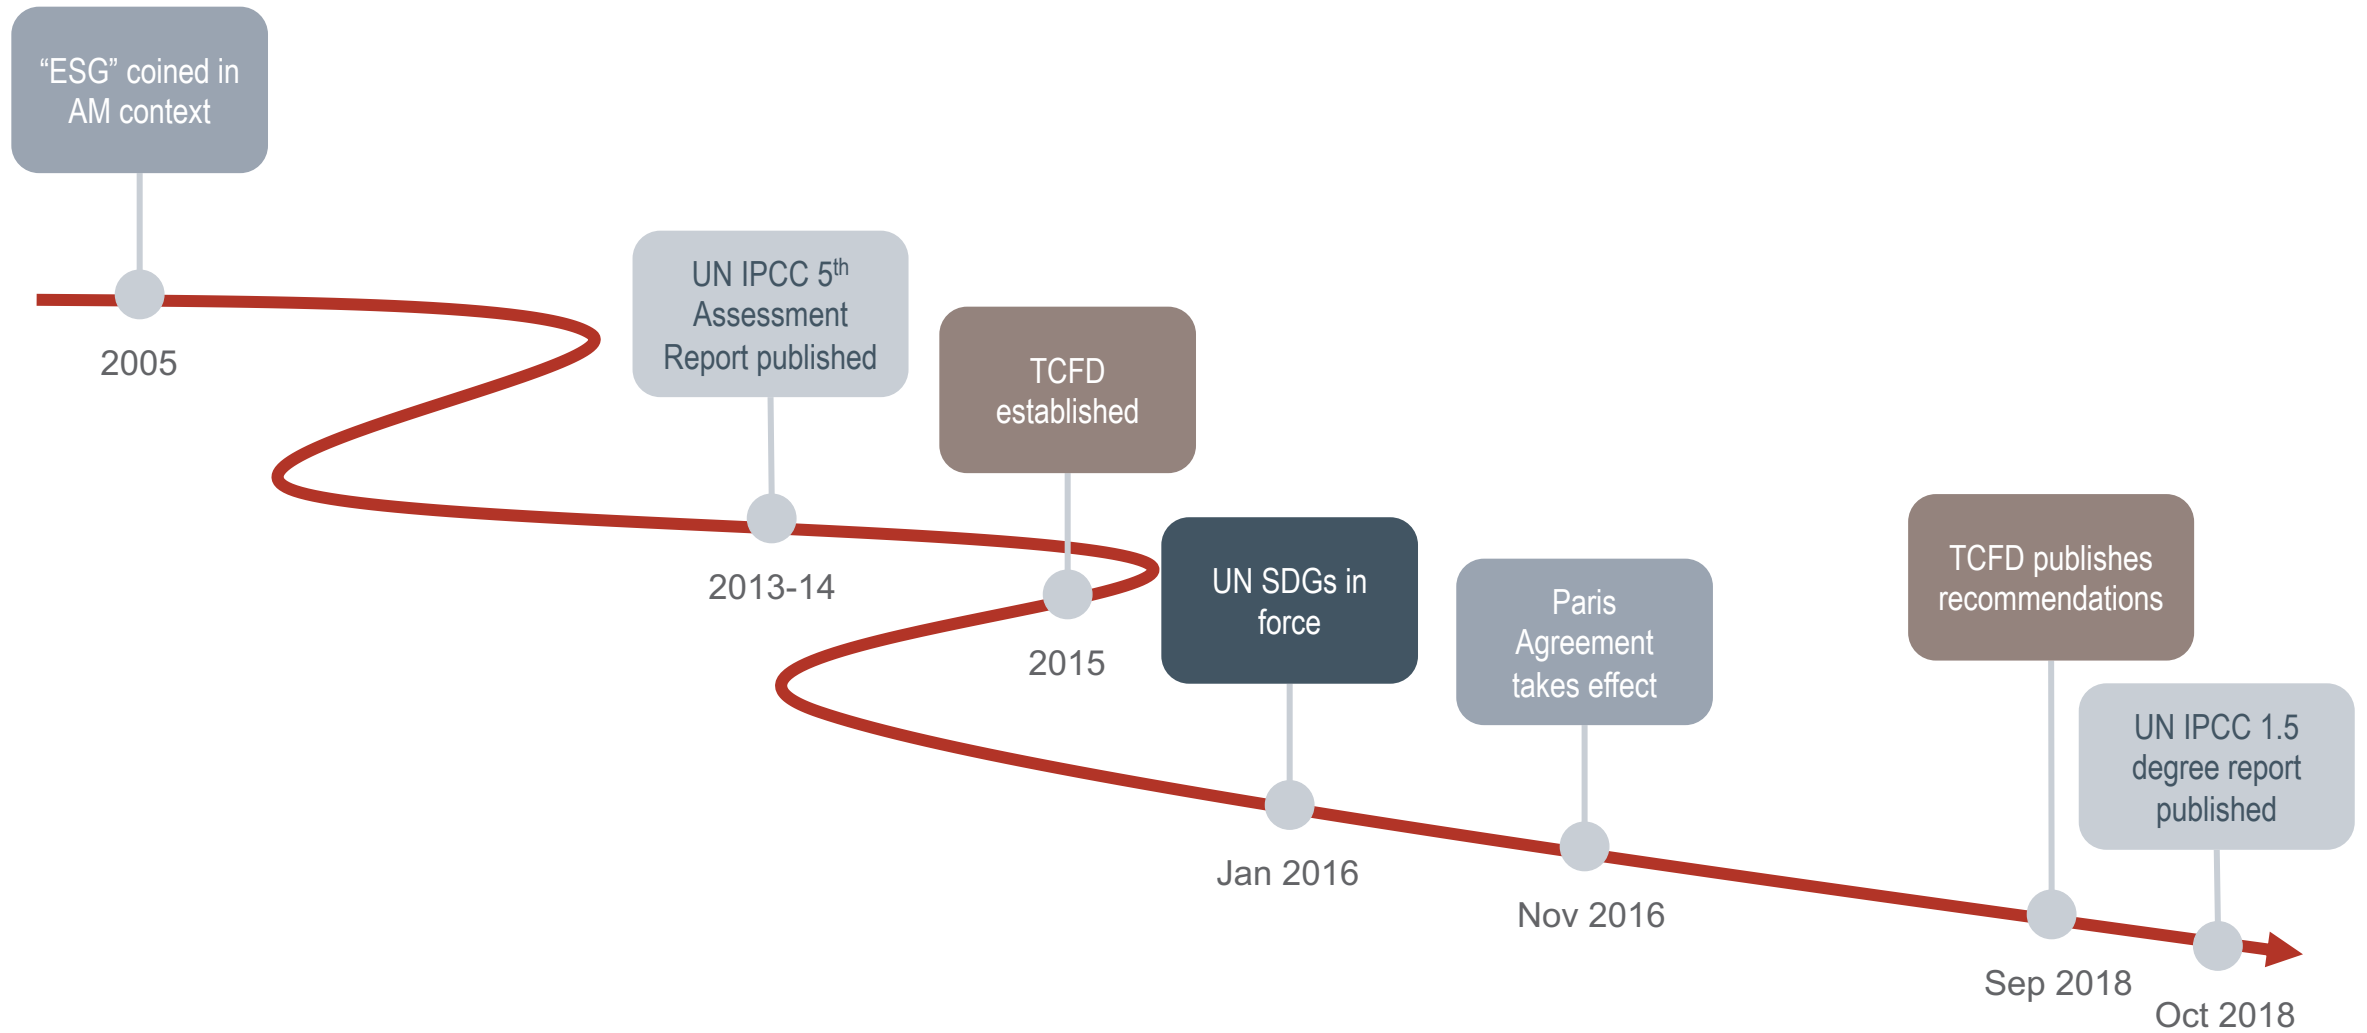 “ESG” coined in
AM context
2005
UN IPCC 5th
Assessment
Report published
2013-14
TCFD
established
2015
UN SDGs in
force
Jan 2016
Paris
Agreement
takes effect
Nov 2016
TCFD publishes
recommendations
Sep 2018
UN IPCC 1.5
degree report
published
Oct 2018